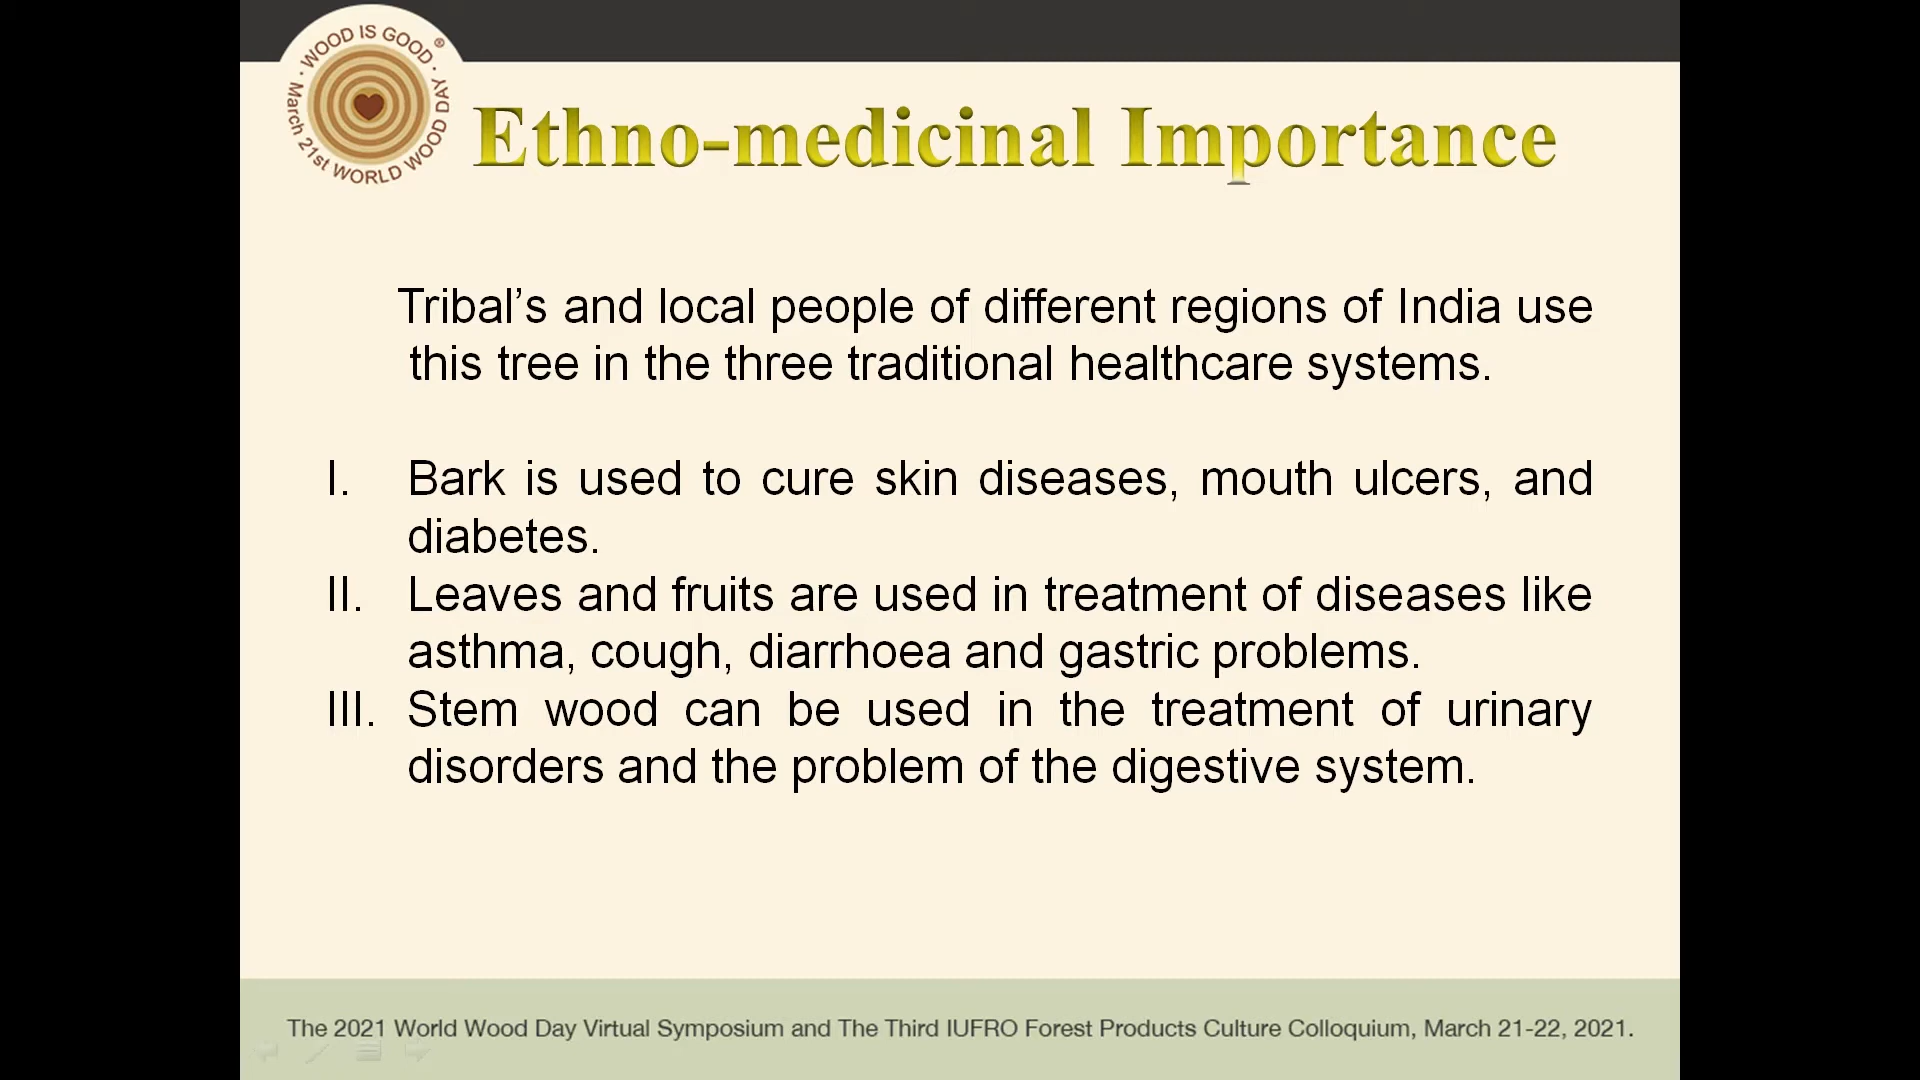 · WOOD IS GOOD® ·
March 21st WORLD WOOD DAY
Ethno-medicinal Importance
Tribal’s and local people of different regions of India use
this tree in the three traditional healthcare systems.
I. Bark is used to cure skin diseases, mouth ulcers, and
diabetes.
II. Leaves and fruits are used in treatment of diseases like
asthma, cough, diarrhoea and gastric problems.
III. Stem wood can be used in the treatment of urinary
disorders and the problem of the digestive system.
The 2021 World Wood Day Virtual Symposium and The Third IUFRO Forest Products Culture Colloquium, March 21-22, 2021.